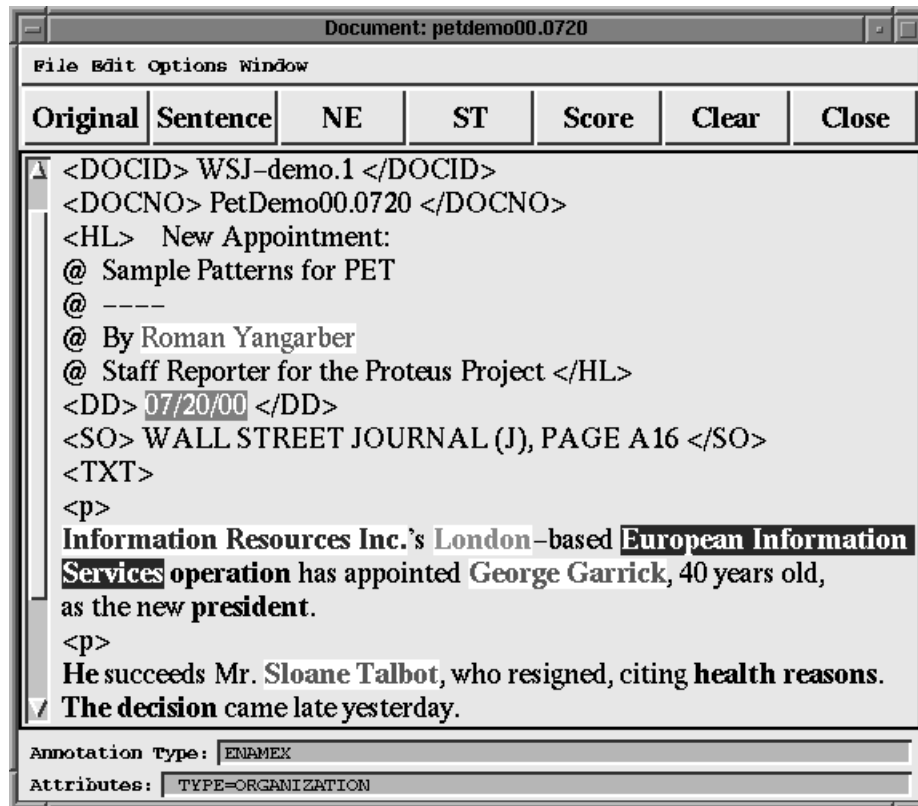 Document: petdemo00.0720
File Edit Options Window
Original Sentence NE ST Score Clear Close
<DOCID> WSJ-demo.1 </DOCID>
<DOCNO> PetDemo00.0720 </DOCNO>
<HL> New Appointment:
@ Sample Patterns for PET
@ ----
@ By Roman Yangarber
@ Staff Reporter for the Proteus Project </HL>
<DD> 07/20/00 </DD>
<SO> WALL STREET JOURNAL (J), PAGE A16 </SO>
<TXT>
<p>
Information Resources Inc.'s London-based European Information
Services operation has appointed George Garrick, 40 years old,
as the new president.
<p>
He succeeds Mr. Sloane Talbot, who resigned, citing health reasons.
The decision came late yesterday.
Annotation Type: ENAMEX
Attributes: TYPE=ORGANIZATION